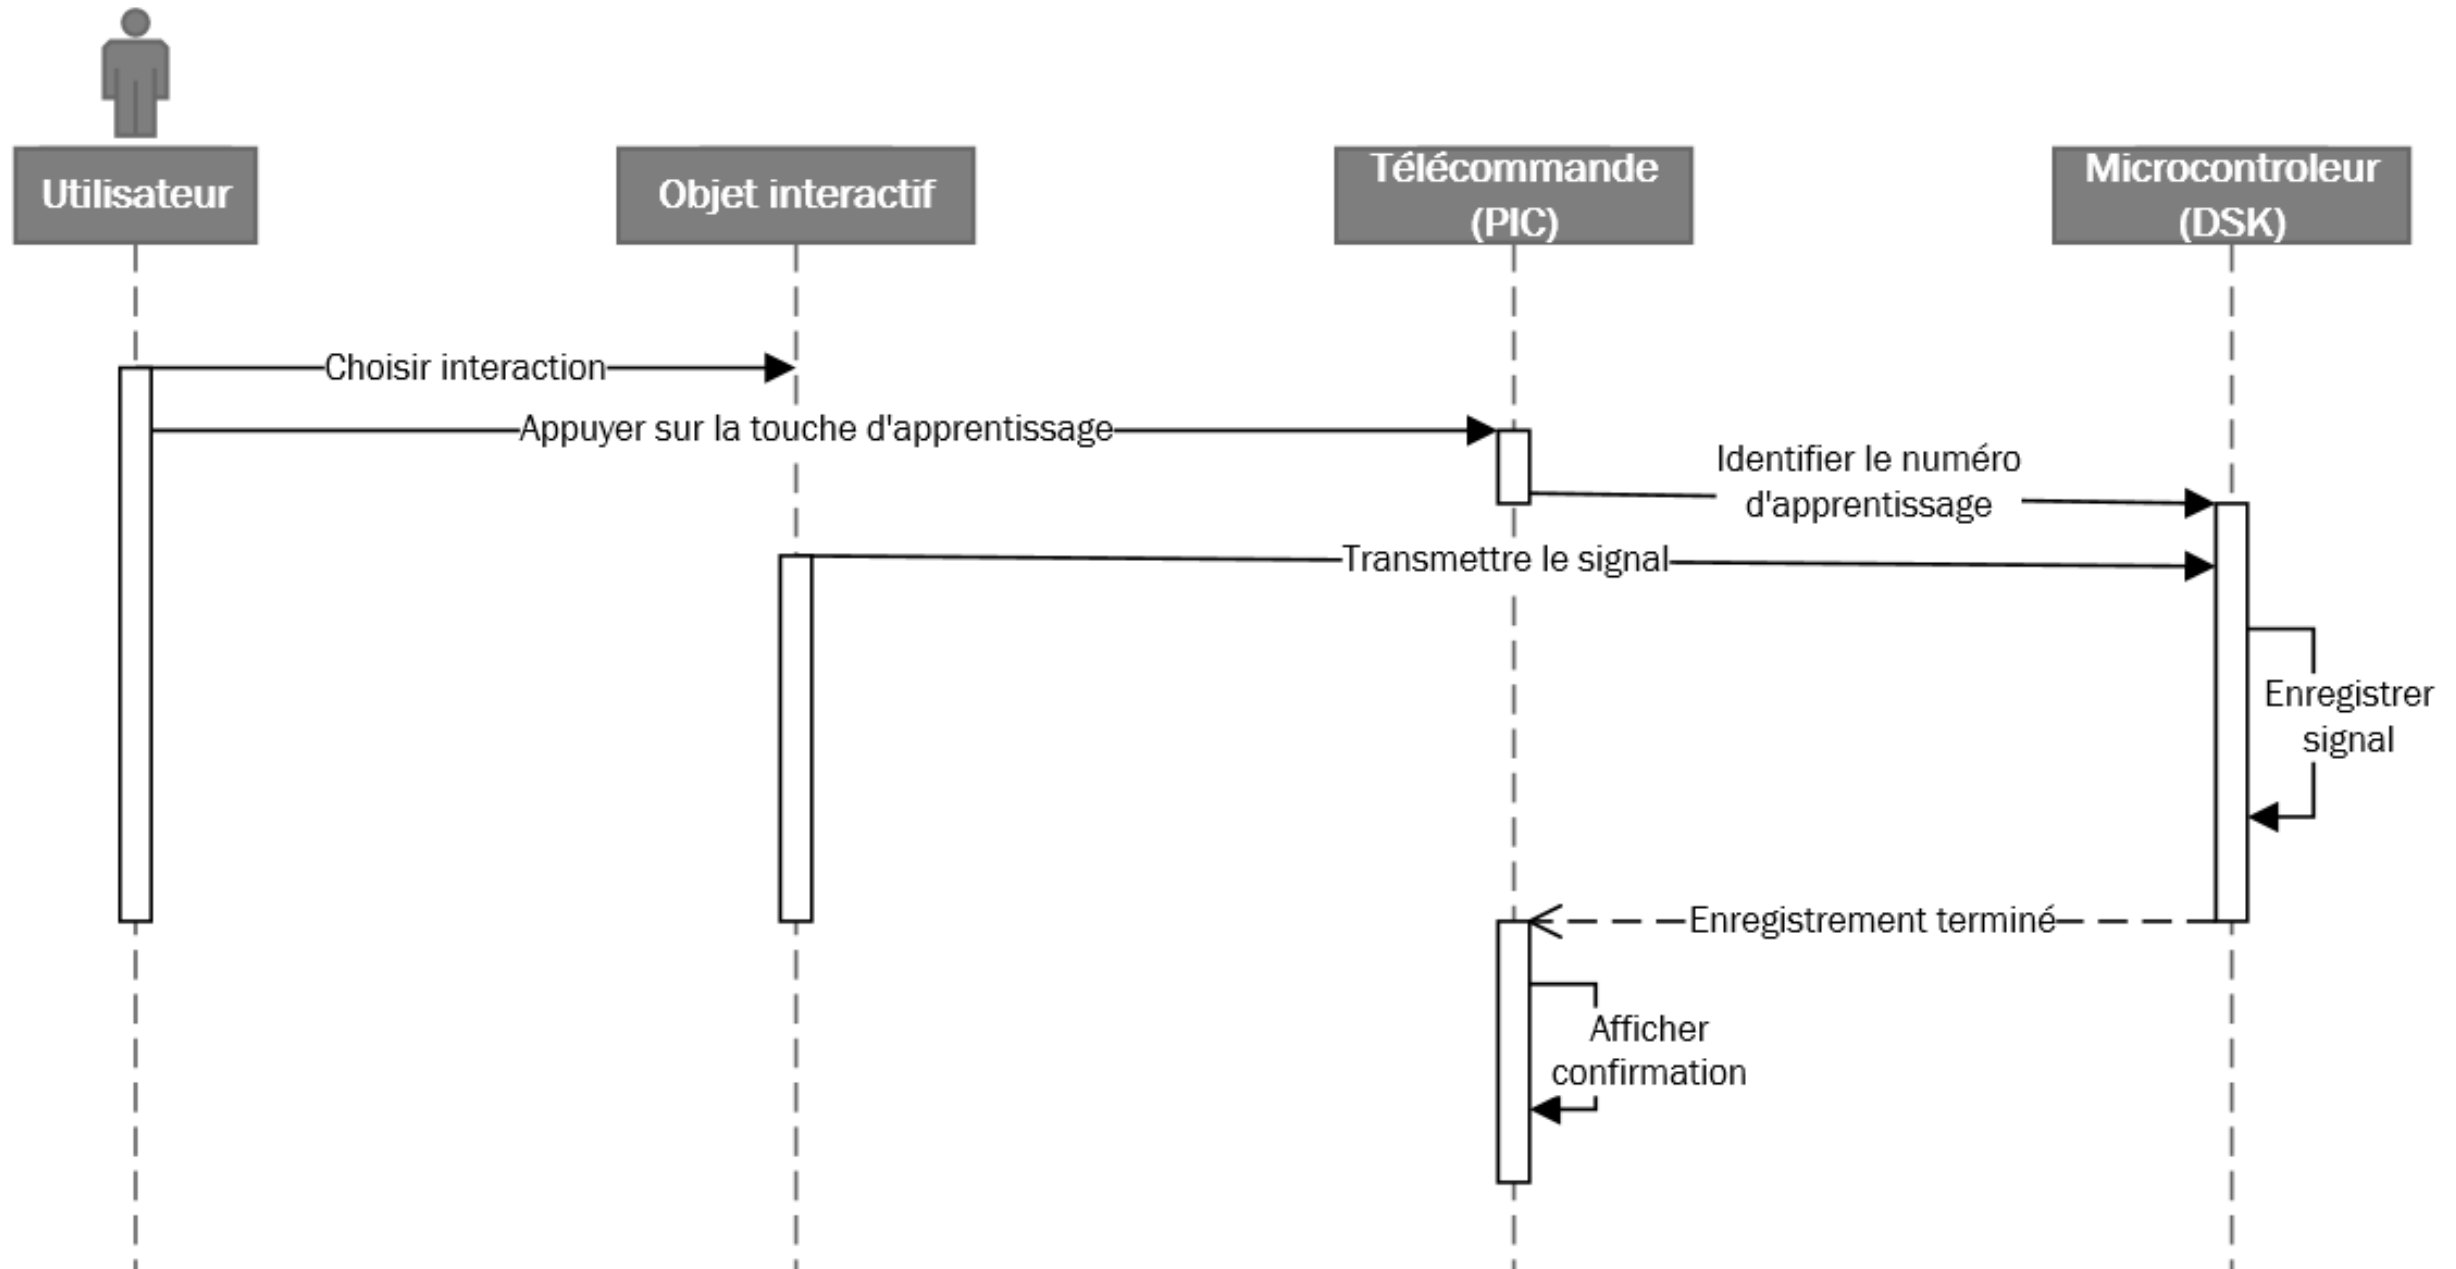 Utilisateur
Objet interactif
Télécommande
(PIC)
Microcontroleur
(DSK)
Choisir interaction
Appuyer sur la touche d'apprentissage
Identifier le numéro
d'apprentissage
Transmettre le signal
Enregistrer
signal
Enregistrement terminé
Afficher
confirmation